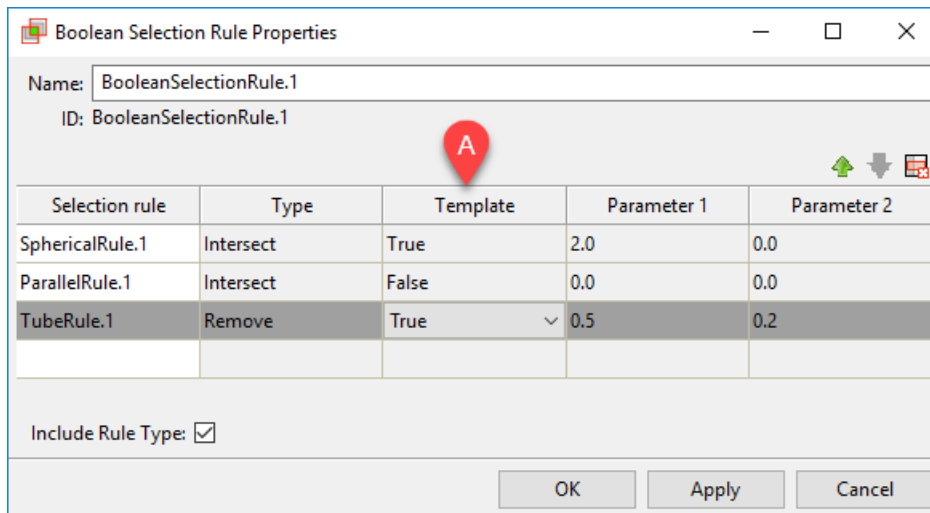 Boolean Selection Rule Properties
Name: BooleanSelectionRule.1
ID: BooleanSelectionRule.1
A
Selection rule Type Template Parameter 1 Parameter 2
SphericalRule.1 Intersect True 2.0 0.0
ParallelRule.1 Intersect False 0.0 0.0
TubeRule.1 Remove True 0.5 0.2
Include Rule Type:
OK Apply Cancel